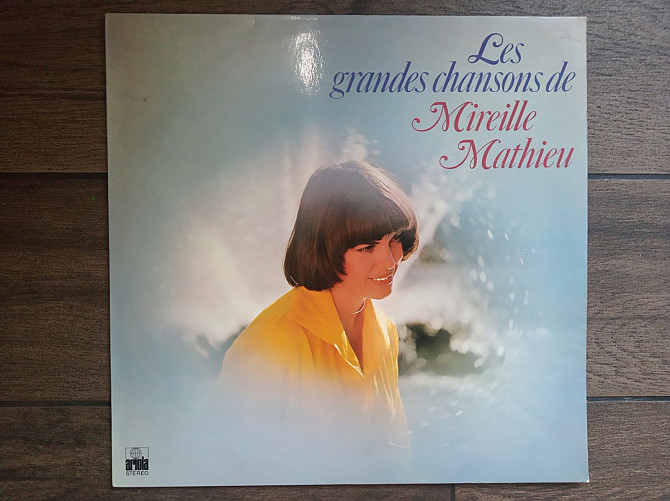 Les
grandes chansons de
Mireille
Mathieu
ariola
STEREO